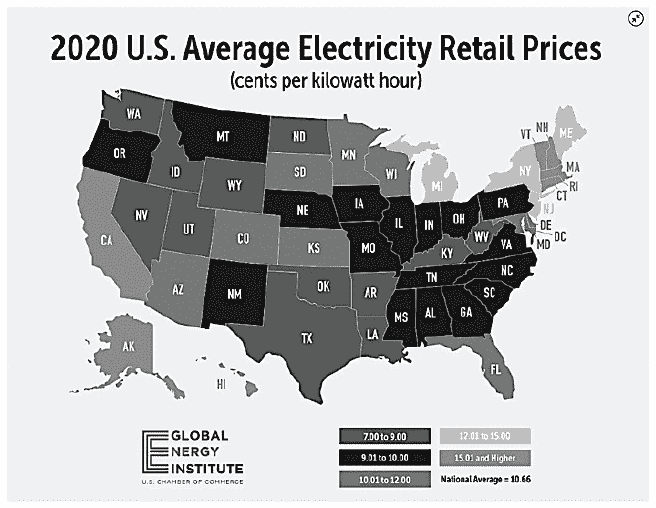 2020 U.S. Average Electricity Retail Prices
(cents per kilowatt hour)
WA
MT
ND
MN
VT
NH
ME
OR
ID
SD
WI
MI
NY
MA
RI
CT
WY
NE
IA
PA
NJ
NV
UT
CO
IL
IN
OH
DE
MD
DC
CA
KS
MO
KY
WV
VA
AZ
NM
OK
AR
TN
NC
SC
MS
AL
GA
TX
LA
FL
AK
HI
GLOBAL
ENERGY
INSTITUTE
U.S. CHAMBER OF COMMERCE
7.00 to 9.00
9.01 to 10.00
10.01 to 12.00
12.01 to 15.00
15.01 and Higher
National Average = 10.66